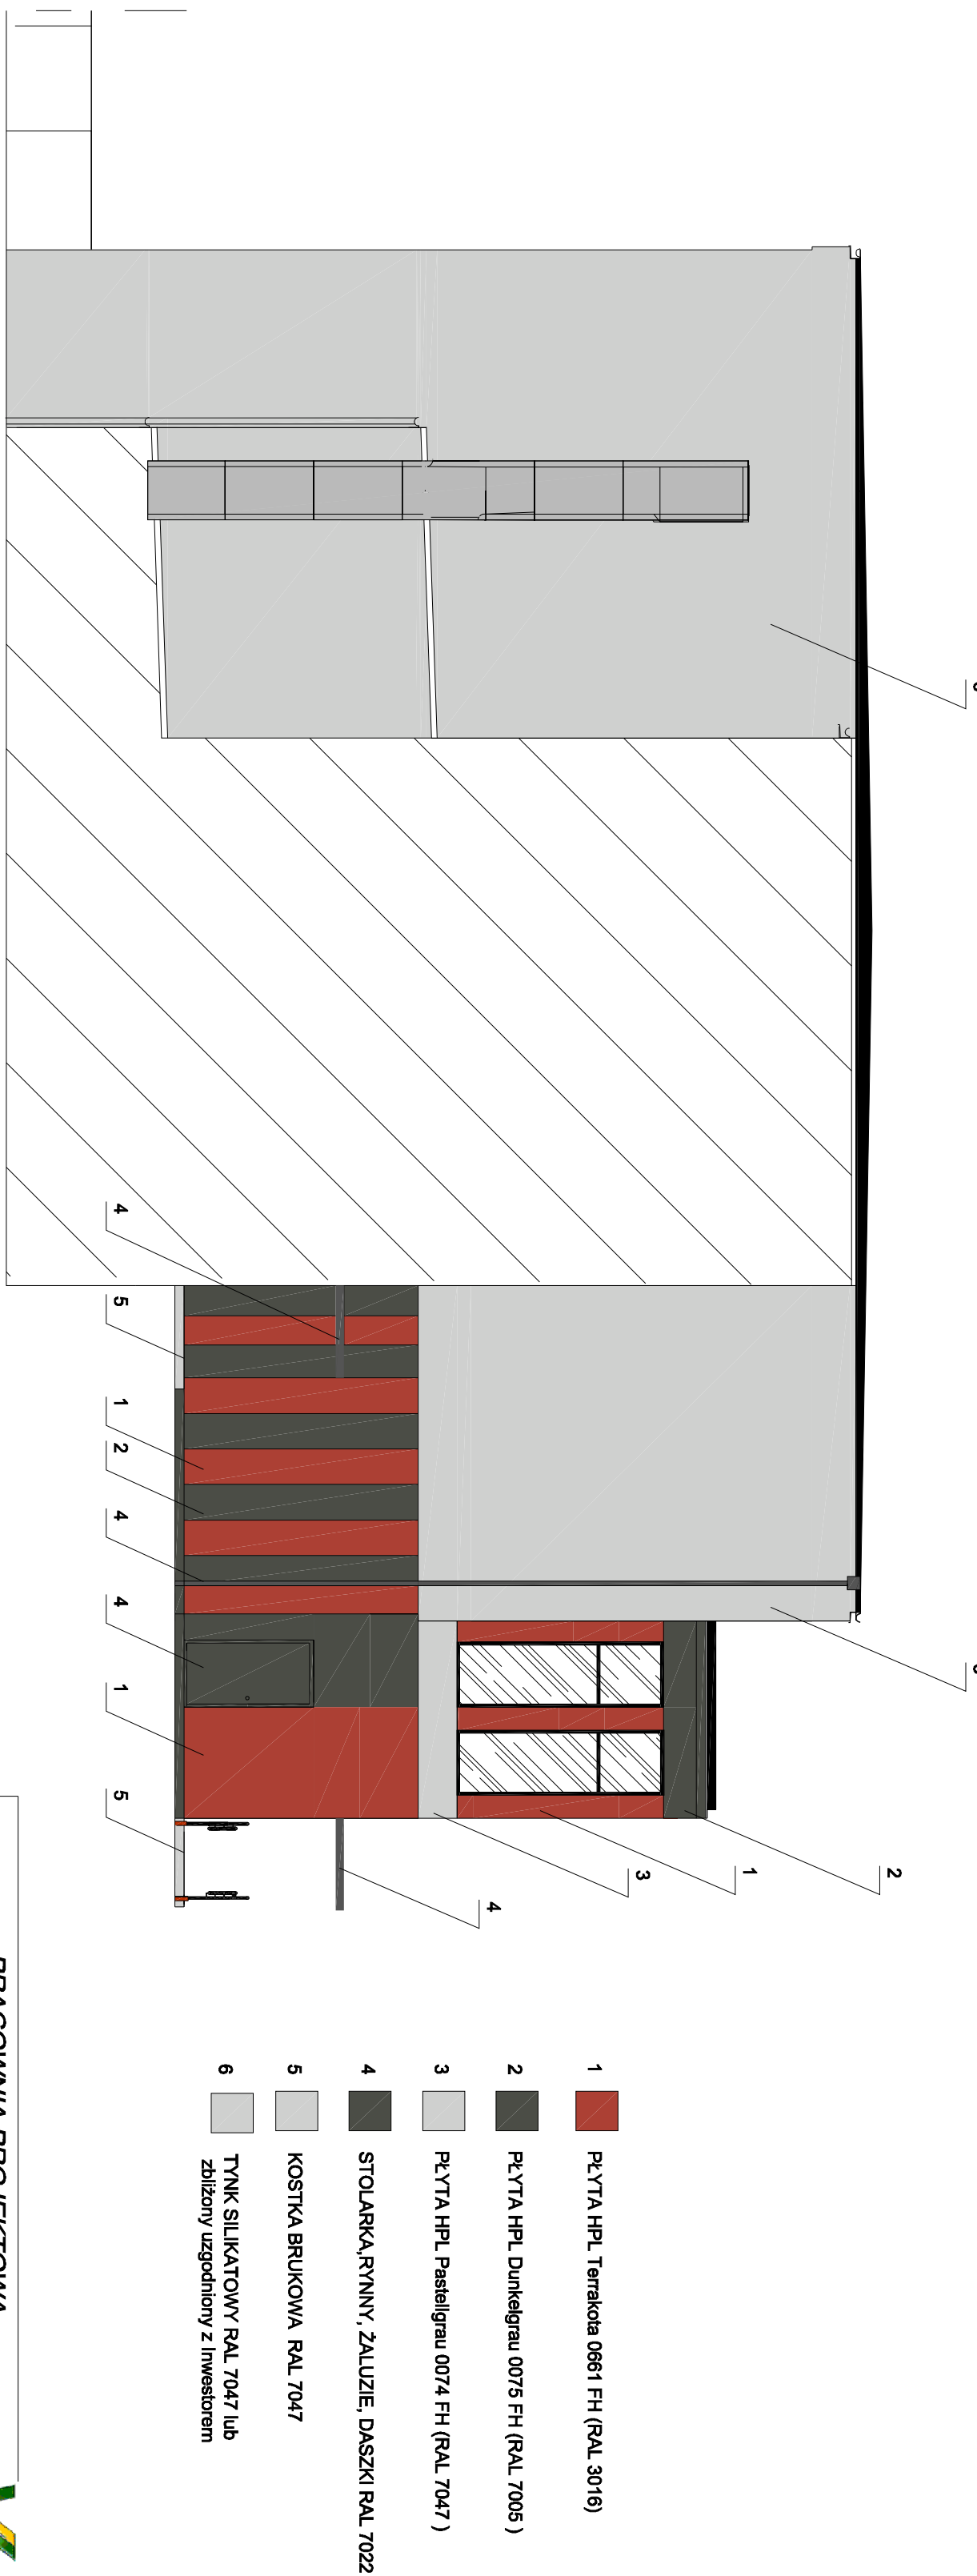 4
5
1
2
4
4
1
5
4
3
1
2
1 PŁYTA HPL Terrakota 0661 FH (RAL 3016)
2 PŁYTA HPL Dunkelgrau 0075 FH (RAL 7005 )
3 PŁYTA HPL Pastellgrau 0074 FH (RAL 7047 )
4 STOLARKA,RYNNY, ŻALUZJE, DASZKI RAL 7022
5 KOSTKA BRUKOWA RAL 7047
6 TYNK SILIKATOWY RAL 7047 lub
zbliżony uzgodniony z Inwestorem
PRACOWNIA PROJEKTOWA